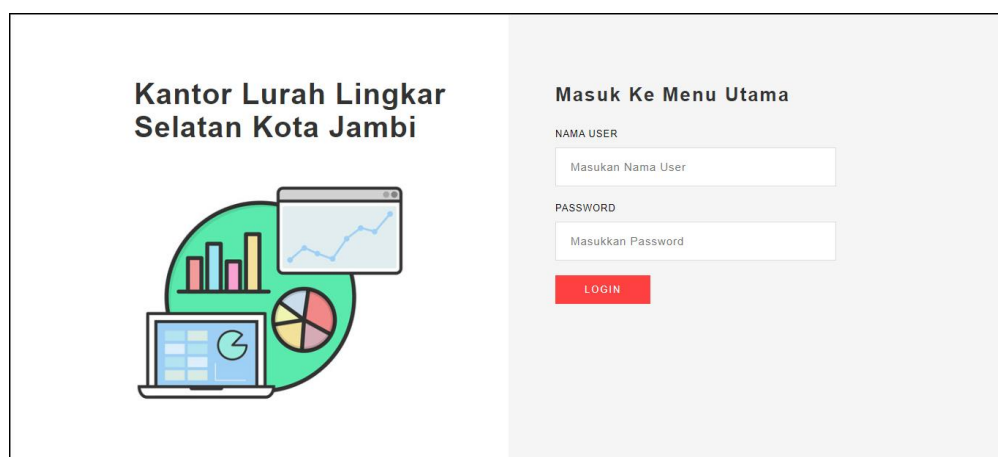 Kantor Lurah Lingkar
Selatan Kota Jambi
Masuk Ke Menu Utama
NAMA USER
Masukan Nama User
PASSWORD
Masukkan Password
LOGIN